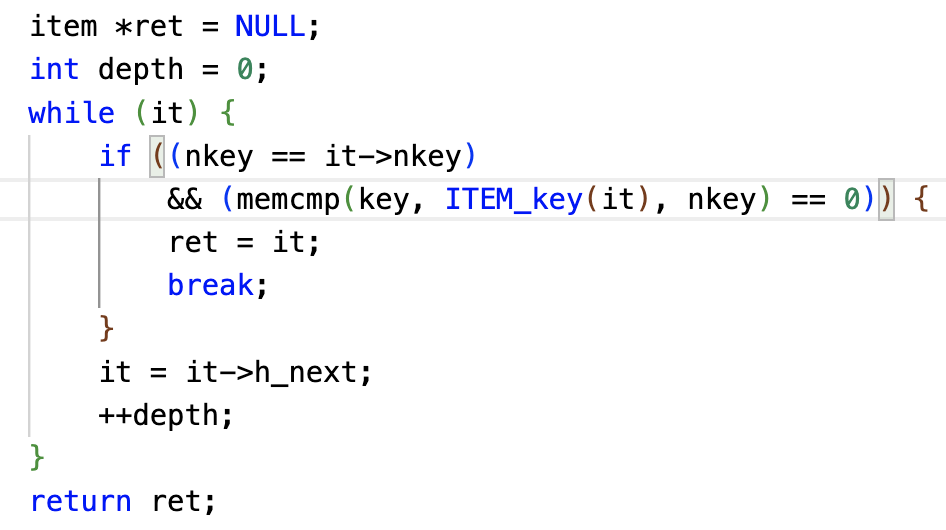 item *ret = NULL;
int depth = 0;
while (it) {
    if ((nkey == it->nkey)
        && (memcmp(key, ITEM_key(it), nkey) == 0)) {
        ret = it;
        break;
    }
    it = it->h_next;
    ++depth;
}
return ret;